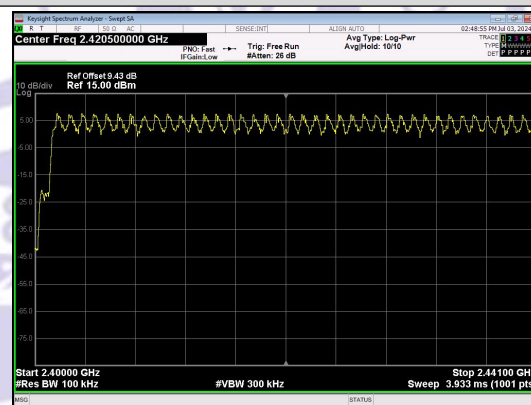 Keysight Spectrum Analyzer - Swept SA
R T RF 50 Ω AC SENSE:INT ALIGN AUTO 02:48:55 PM Jul 03, 2024
Center Freq 2.420500000 GHz
PNO: Fast
IFGain:Low
Trig: Free Run
#Atten: 26 dB
Avg Type: Log-Pwr
Avg|Hold: 10/10
TRACE 1 2 3 4 5
TYPE M W W W W
DET P P P P P
Ref Offset 9.43 dB
10 dB/div Ref 15.00 dBm
Log
5.00
-5.00
-15.0
-25.0
-35.0
-45.0
-55.0
-65.0
-75.0
Start 2.40000 GHz Stop 2.44100 GH
#Res BW 100 kHz #VBW 300 kHz Sweep 3.933 ms (1001 pts
MSG STATUS